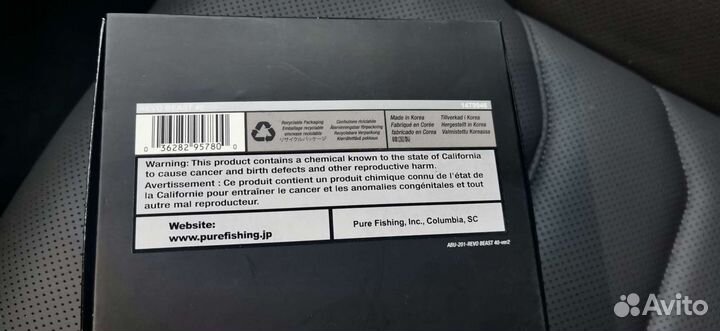 REVO BEAST 40
1479946
0 36282 95780 0
Recyclable Packaging
Emballage recyclable
リサイクルパッケージ
Confezione riciclabile
Återvinningsbar förpackning
Recyclebare Verpackung
Kierrätettävä pakkaus
Made in Korea
Fabriqué en Corée
fabricado en Corea
韓国製
Tillverkad i Korea
Hergestellt in Korea
Valmistettu Koreassa
Warning: This product contains a chemical known to the state of California
to cause cancer and birth defects and other reproductive harm.
Avertissement : Ce produit contient un produit chimique connu de l'état de
la Californie pour entraîner le cancer et les anomalies congénitales et tout
autre mal reproducteur.
Website:
www.purefishing.jp
Pure Fishing, Inc., Columbia, SC
ABU-201-REVO BEAST 40-ver2
Avito